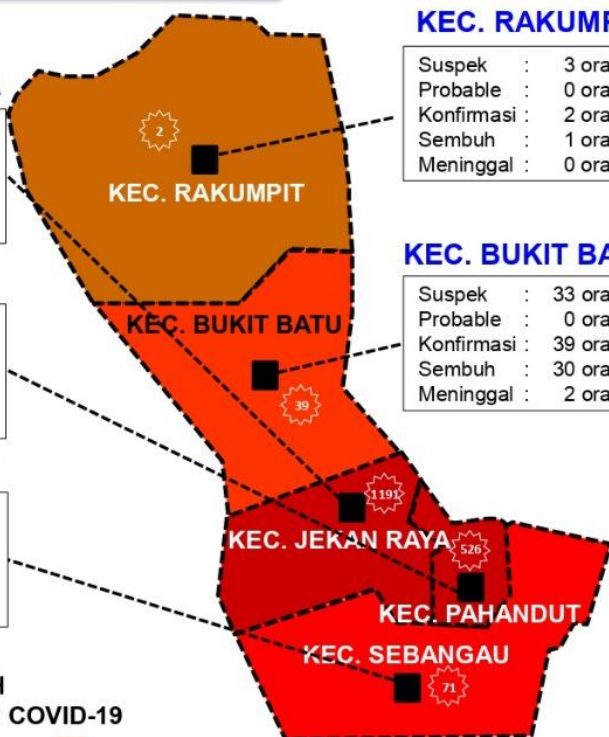 KEC. RAKUMP
Suspek : 3 ora
Probable : 0 ora
Konfirmasi : 2 ora
Sembuh : 1 ora
Meninggal : 0 ora
2
KEC. RAKUMPIT
KEC. BUKIT BA
Suspek : 33 ora
Probable : 0 ora
Konfirmasi : 39 ora
Sembuh : 30 ora
Meninggal : 2 ora
KEC. BUKIT BATU
39
1191
KEC. JEKAN RAYA
526
KEC. PAHANDUT
KEC. SEBANGAU
71
H
COVID-19